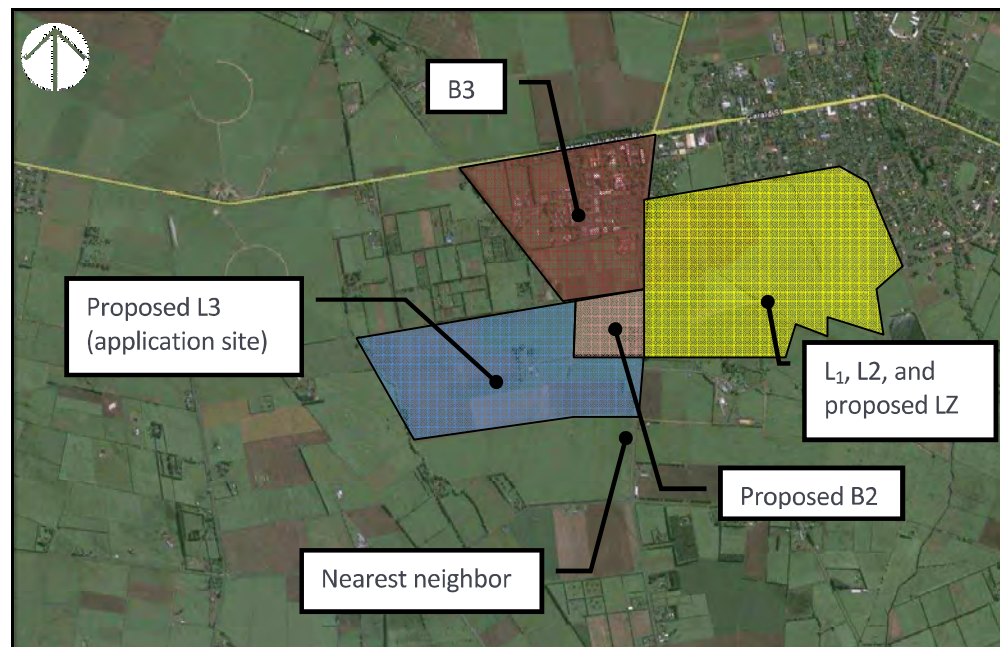 B3
Proposed L3
(application site)
L₁, L2, and
proposed LZ
Proposed B2
Nearest neighbor